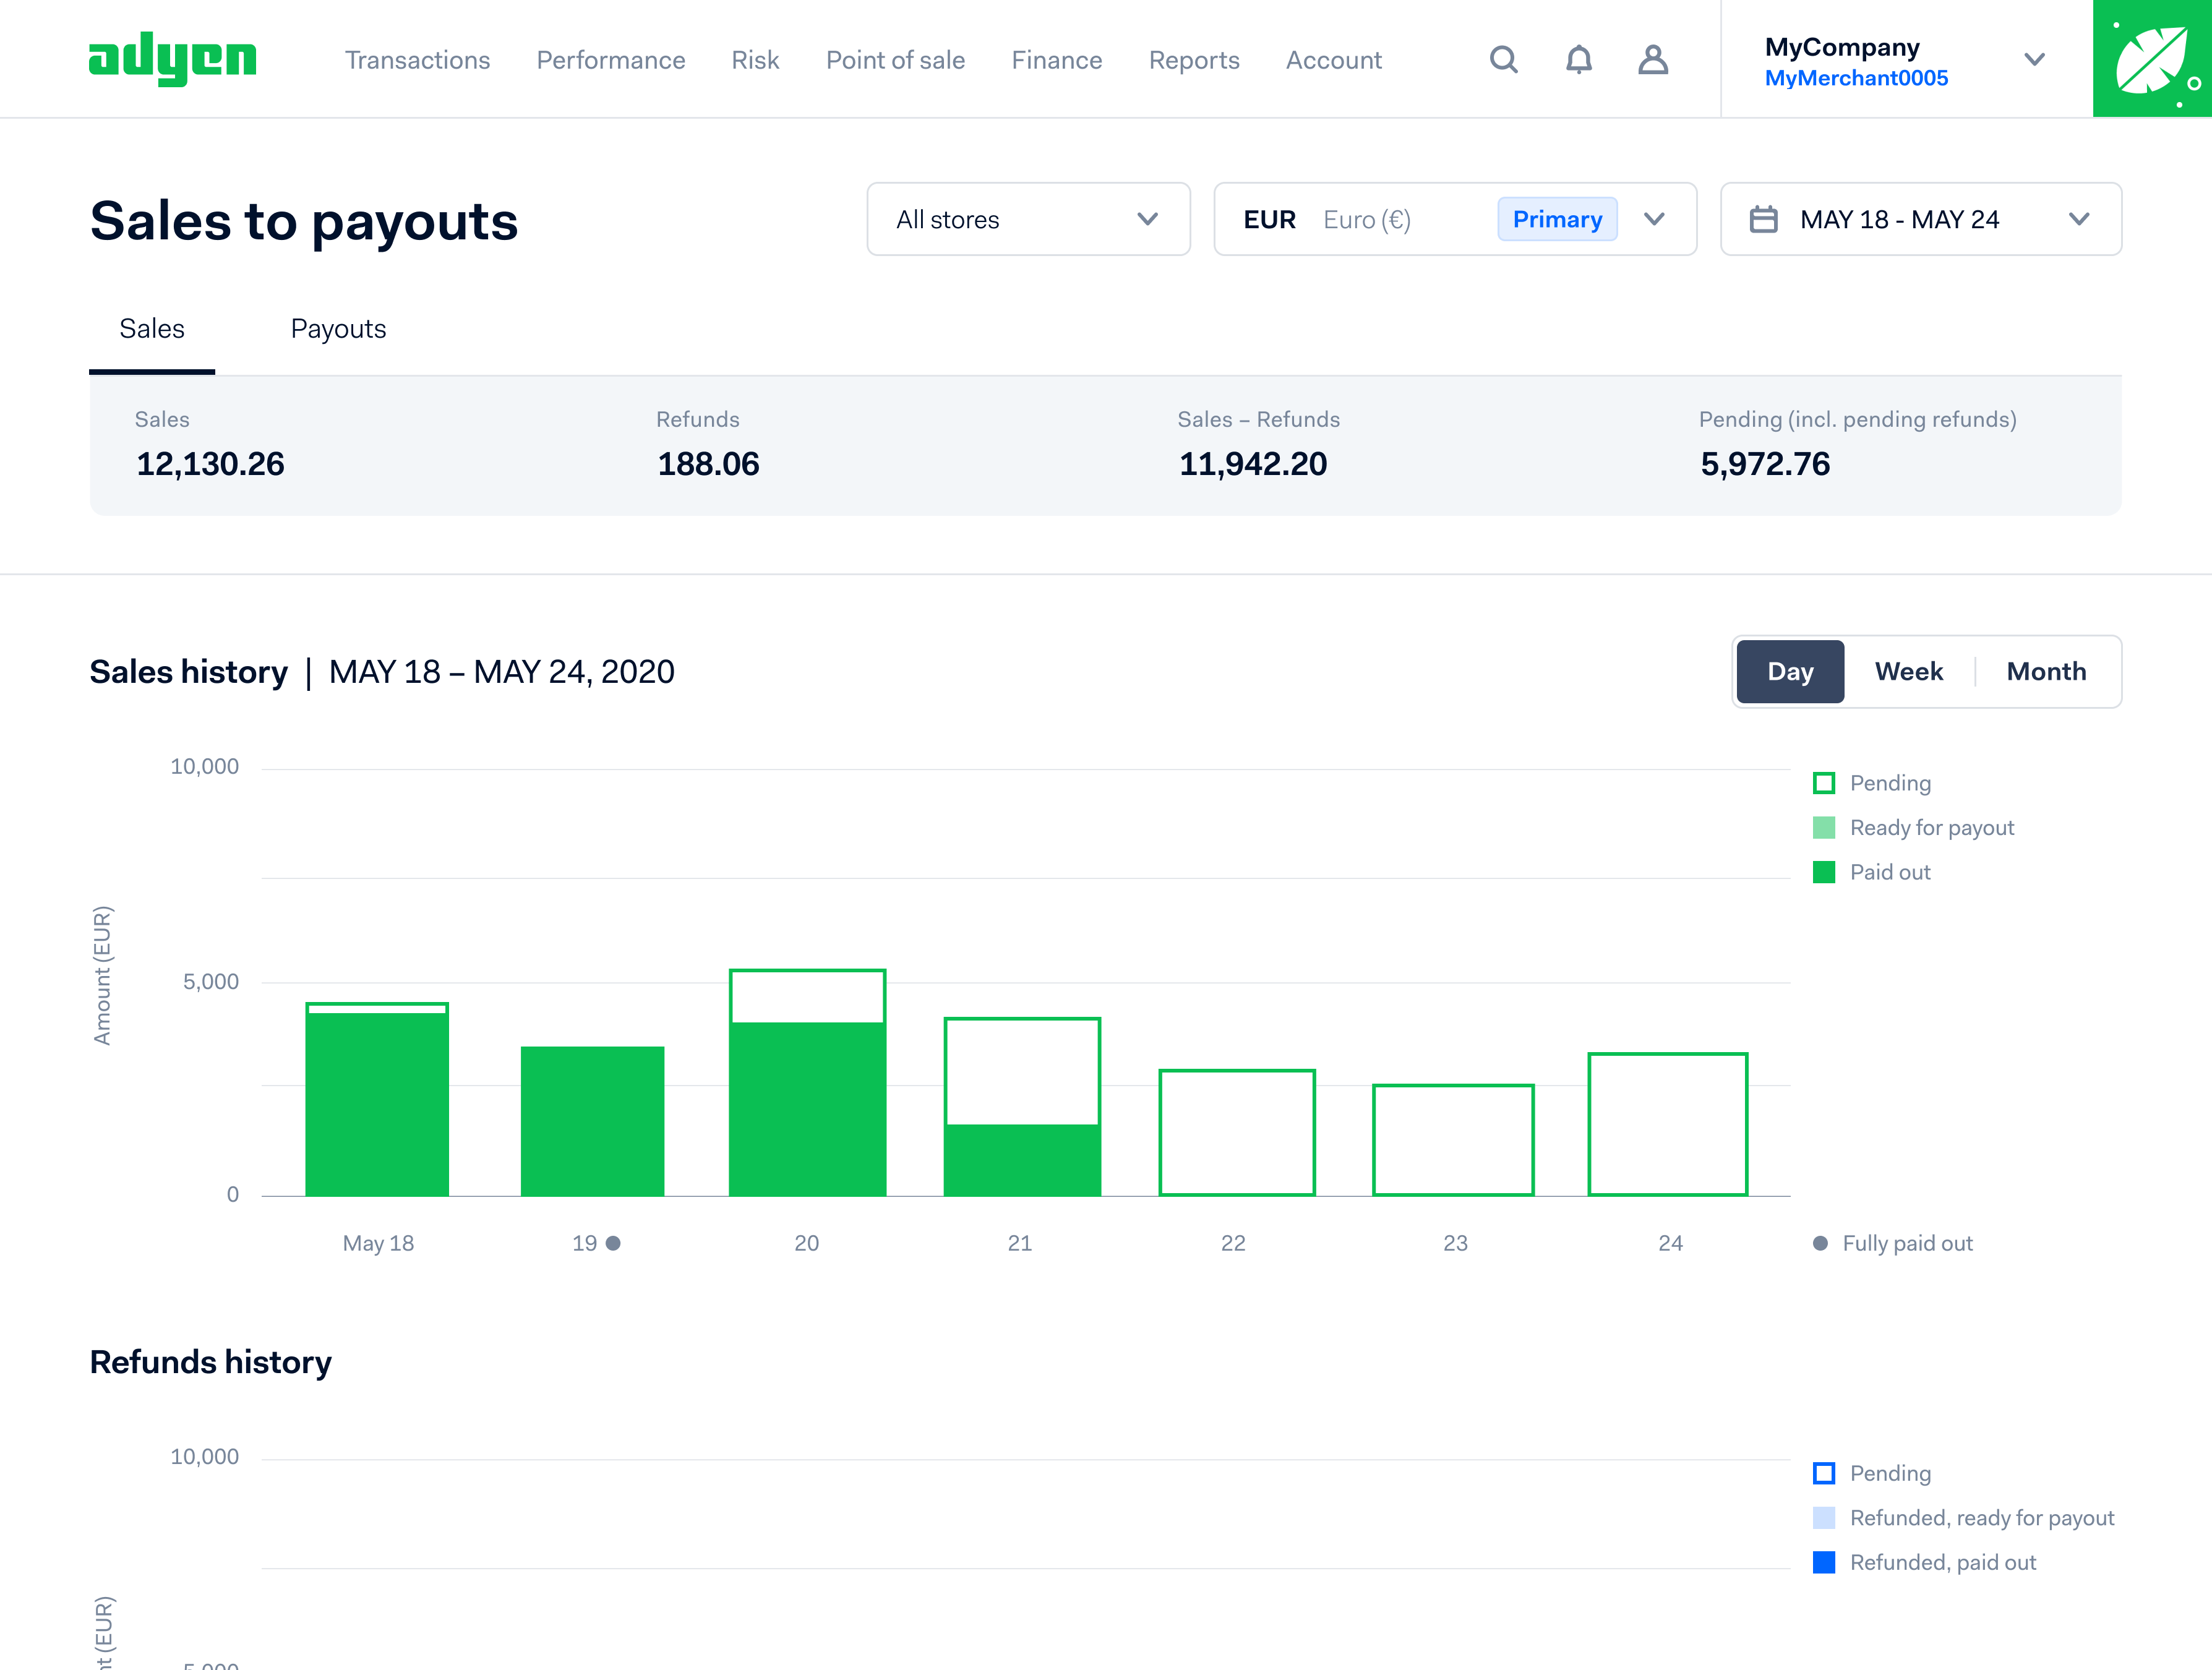 adyen
Transactions Performance Risk Point of sale Finance Reports Account
MyCompany
MyMerchant0005
Sales to payouts
All stores
EUR Euro (€) Primary
MAY 18 - MAY 24
Sales Payouts
Sales Refunds Sales – Refunds Pending (incl. pending refunds)
12,130.26 188.06 11,942.20 5,972.76
Sales history | MAY 18 – MAY 24, 2020
Day Week Month
10,000
5,000
0
Amount (EUR)
Pending
Ready for payout
Paid out
May 18 19 20 21 22 23 24
Fully paid out
Refunds history
10,000
5,000
nt (EUR)
Pending
Refunded, ready for payout
Refunded, paid out